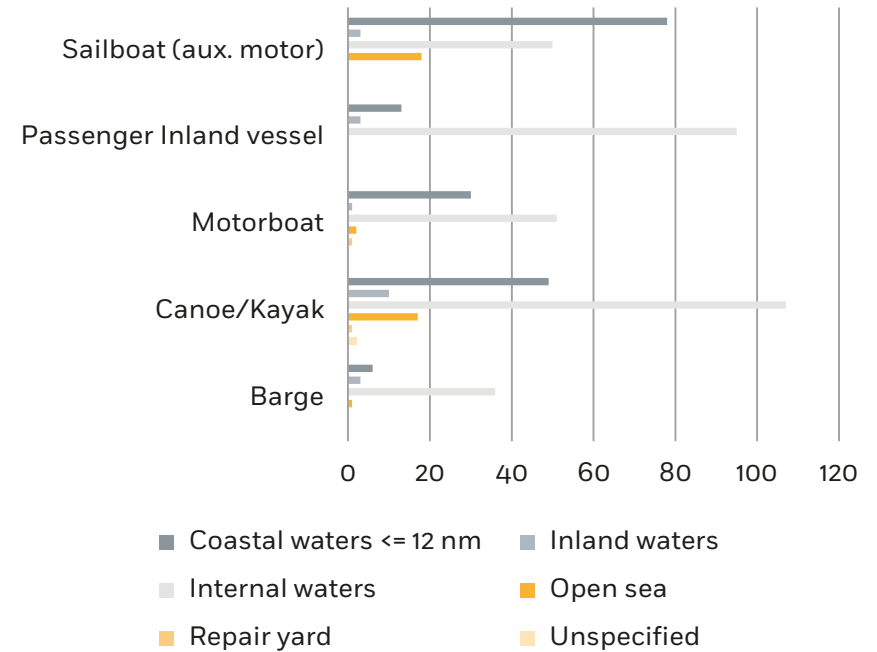 Sailboat (aux. motor)
Passenger Inland vessel
Motorboat
Canoe/Kayak
Barge
0 20 40 60 80 100 120
Coastal waters <= 12 nm
Inland waters
Internal waters
Open sea
Repair yard
Unspecified